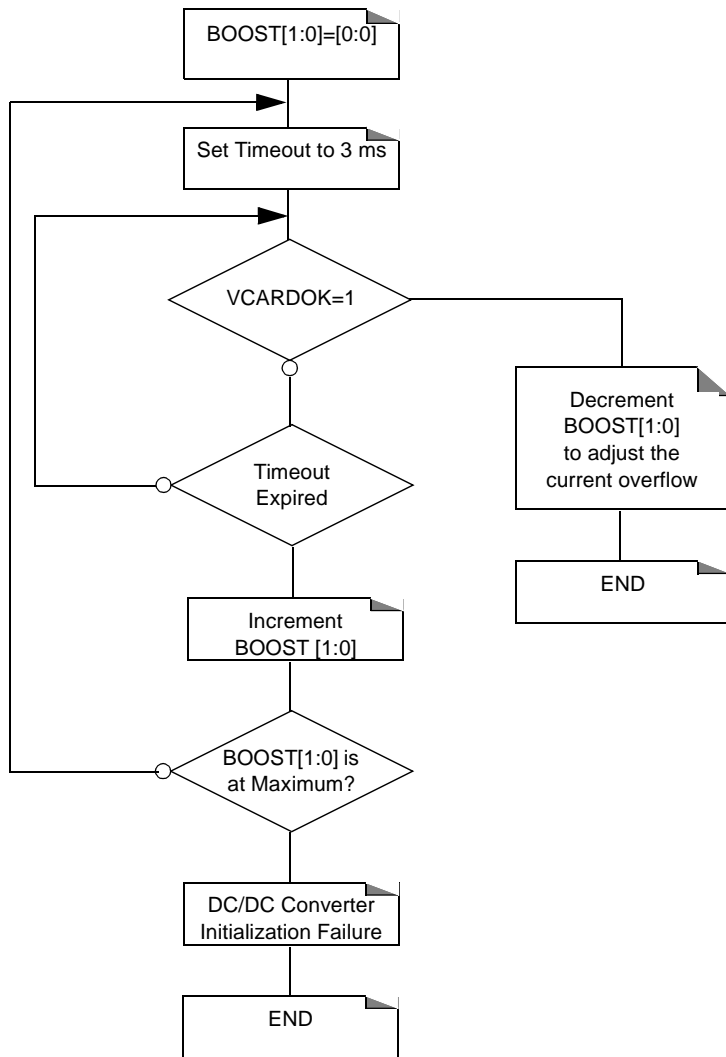 BOOST[1:0]=[0:0]
Set Timeout to 3 ms
VCARDOK=1
Decrement
BOOST[1:0]
to adjust the
current overflow
Timeout
Expired
END
Increment
BOOST [1:0]
BOOST[1:0] is
at Maximum?
DC/DC Converter
Initialization Failure
END